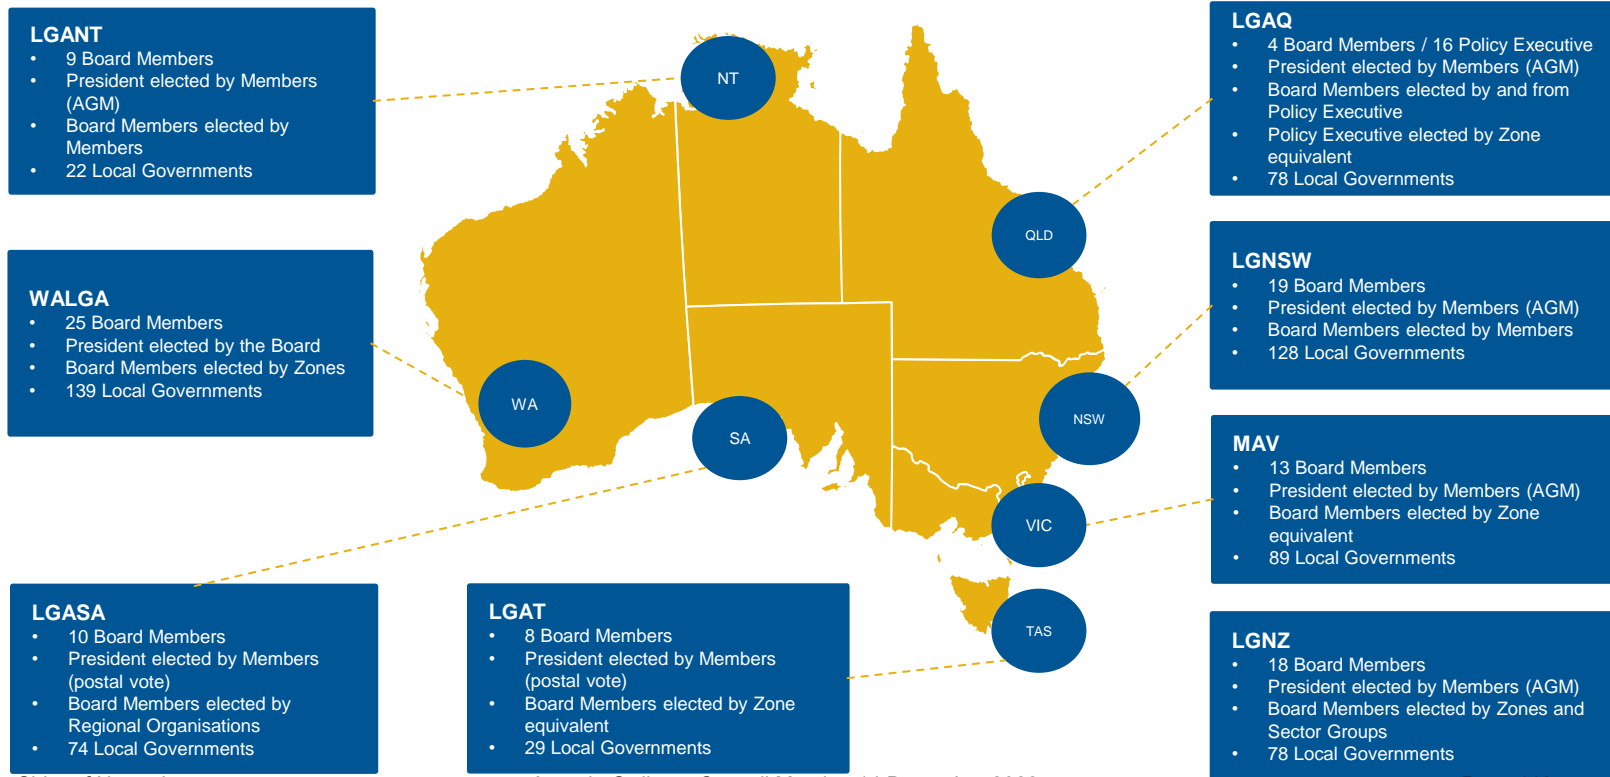 LGANT
• 9 Board Members
• President elected by Members
(AGM)
• Board Members elected by
Members
• 22 Local Governments
NT
LGAQ
• 4 Board Members / 16 Policy Executive
• President elected by Members (AGM)
• Board Members elected by and from
Policy Executive
• Policy Executive elected by Zone
equivalent
• 78 Local Governments
QLD
WALGA
• 25 Board Members
• President elected by the Board
• Board Members elected by Zones
• 139 Local Governments
WA
LGNSW
• 19 Board Members
• President elected by Members (AGM)
• Board Members elected by Members
• 128 Local Governments
NSW
SA
MAV
• 13 Board Members
• President elected by Members (AGM)
• Board Members elected by Zone
equivalent
• 89 Local Governments
VIC
LGASA
• 10 Board Members
• President elected by Members
(postal vote)
• Board Members elected by
Regional Organisations
• 74 Local Governments
LGAT
• 8 Board Members
• President elected by Members
(postal vote)
• Board Members elected by Zone
equivalent
• 29 Local Governments
TAS
LGNZ
• 18 Board Members
• President elected by Members (AGM)
• Board Members elected by Zones and
Sector Groups
• 78 Local Governments